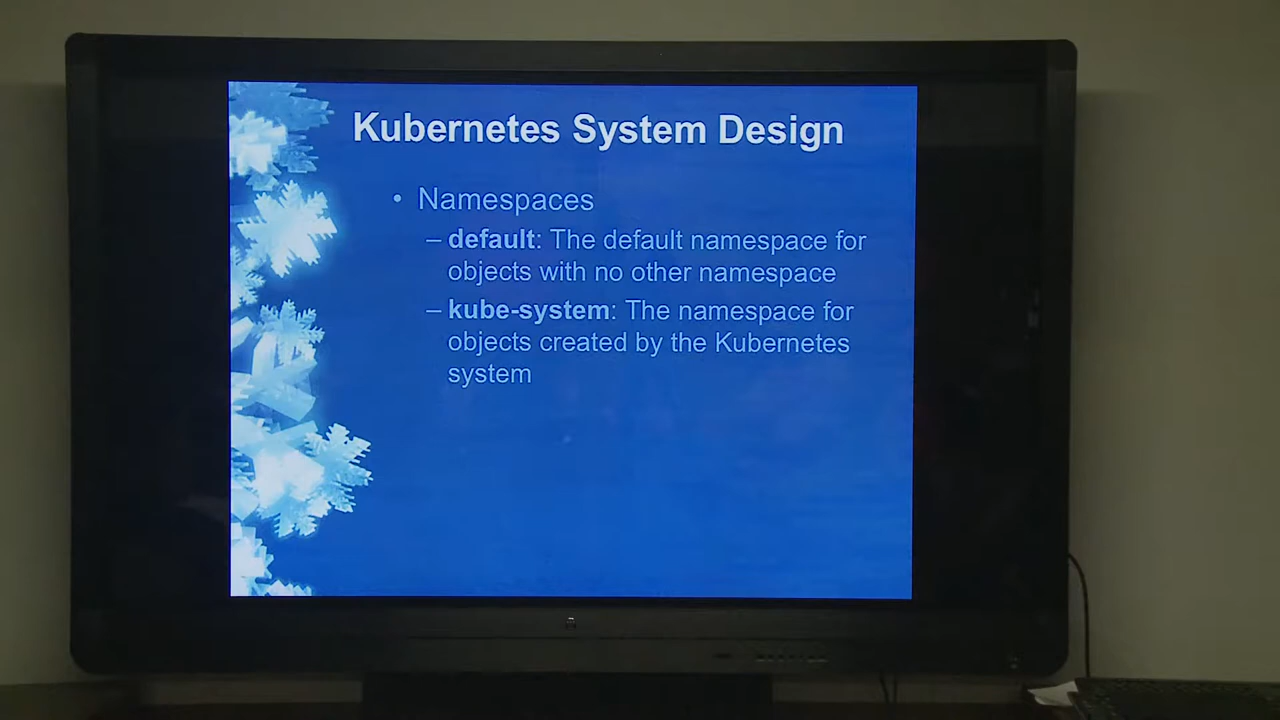 Kubernetes System Design
• Namespaces
– default: The default namespace for
objects with no other namespace
– kube-system: The namespace for
objects created by the Kubernetes
system